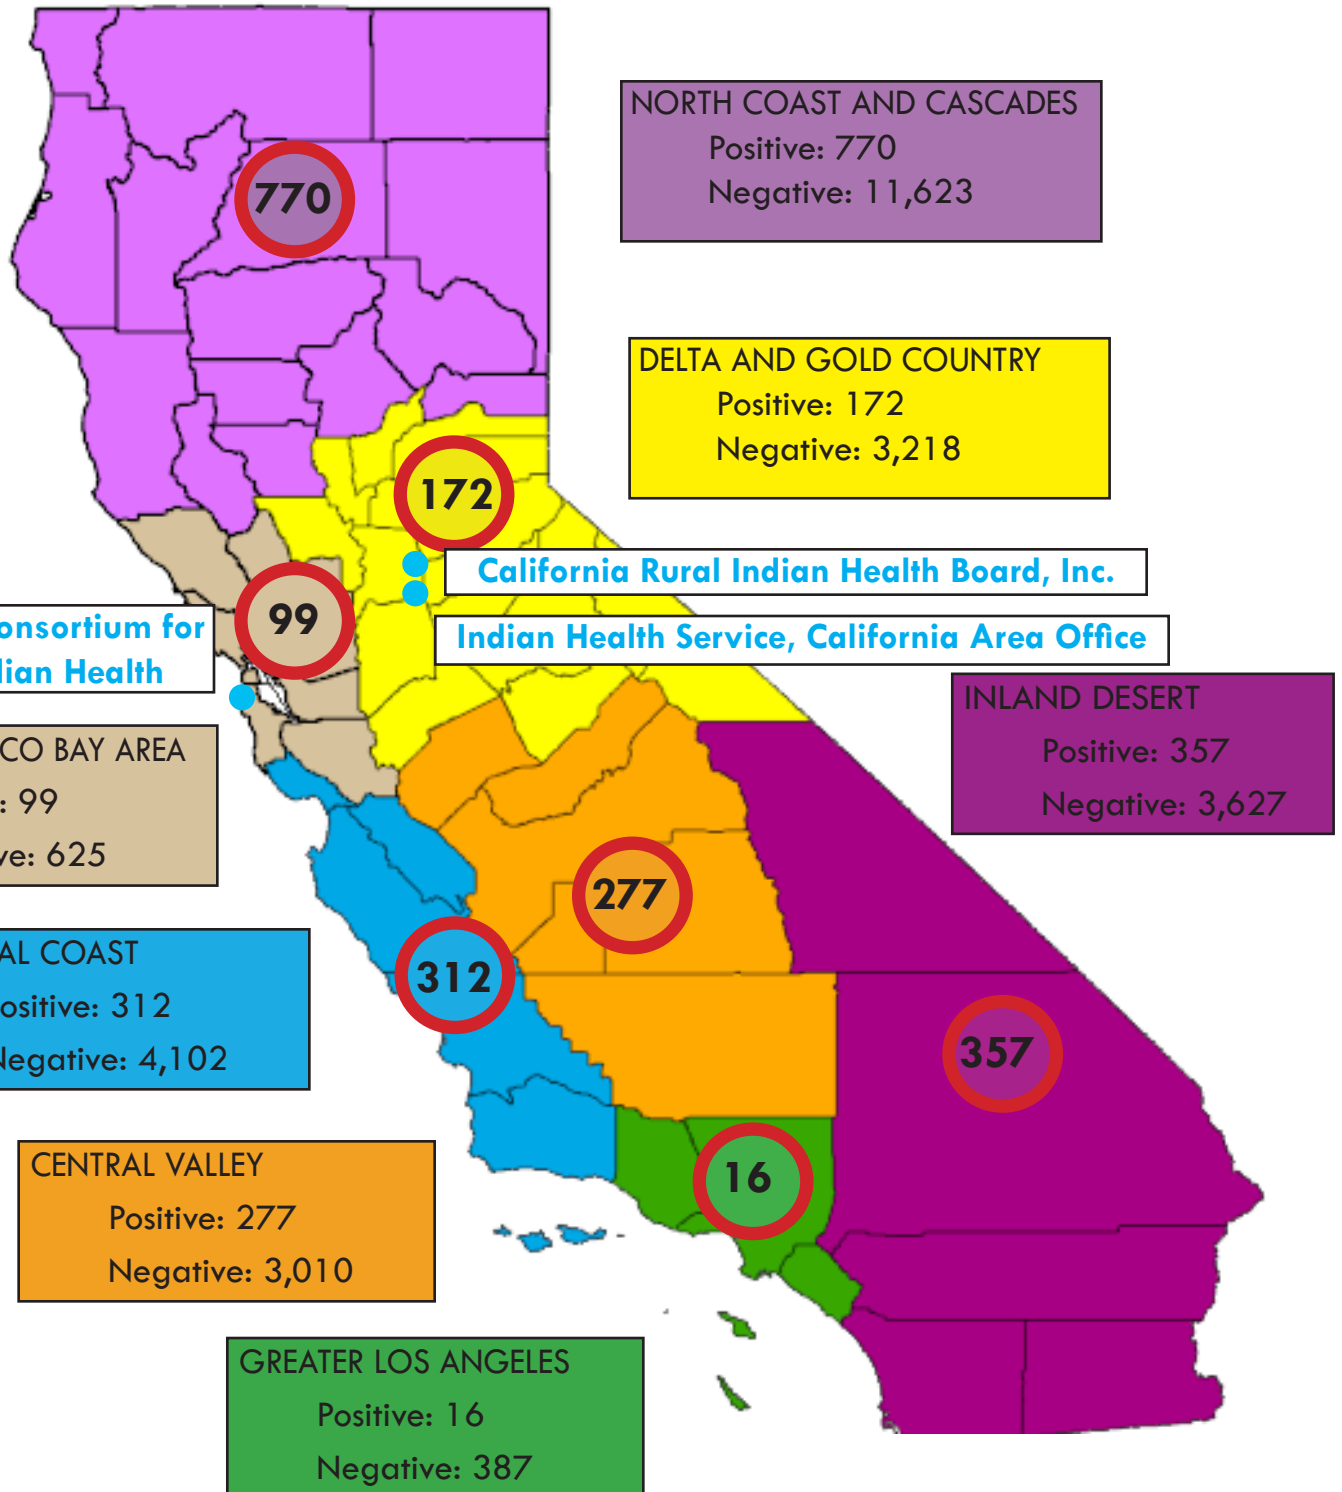 NORTH COAST AND CASCADES
Positive: 770
Negative: 11,623
770
DELTA AND GOLD COUNTRY
Positive: 172
Negative: 3,218
172
California Rural Indian Health Board, Inc.
99
onsortium for
Indian Health Service, California Area Office
dian Health
INLAND DESERT
Positive: 357
Negative: 3,627
CO BAY AREA
: 99
ve: 625
277
AL COAST
ositive: 312
Negative: 4,102
312
357
CENTRAL VALLEY
Positive: 277
Negative: 3,010
16
GREATER LOS ANGELES
Positive: 16
Negative: 387